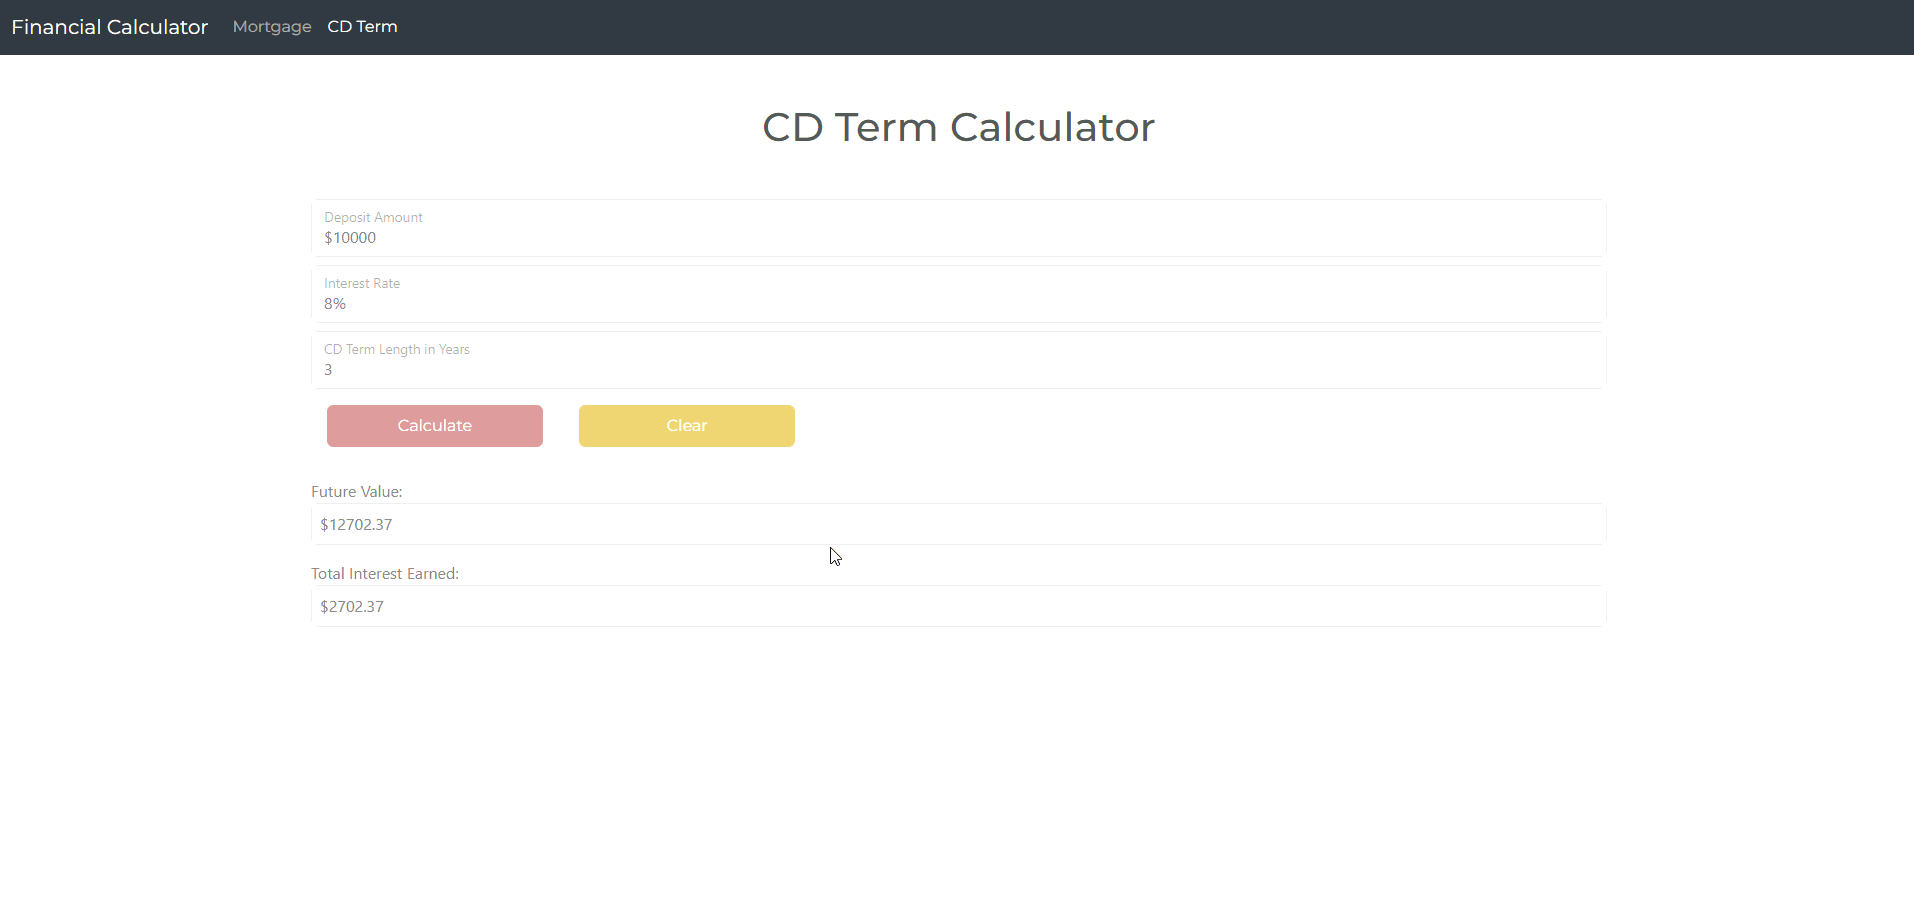 Financial Calculator Mortgage CD Term
CD Term Calculator
Deposit Amount
$10000
Interest Rate
8%
CD Term Length in Years
3
Calculate Clear
Future Value:
$12702.37
Total Interest Earned:
$2702.37